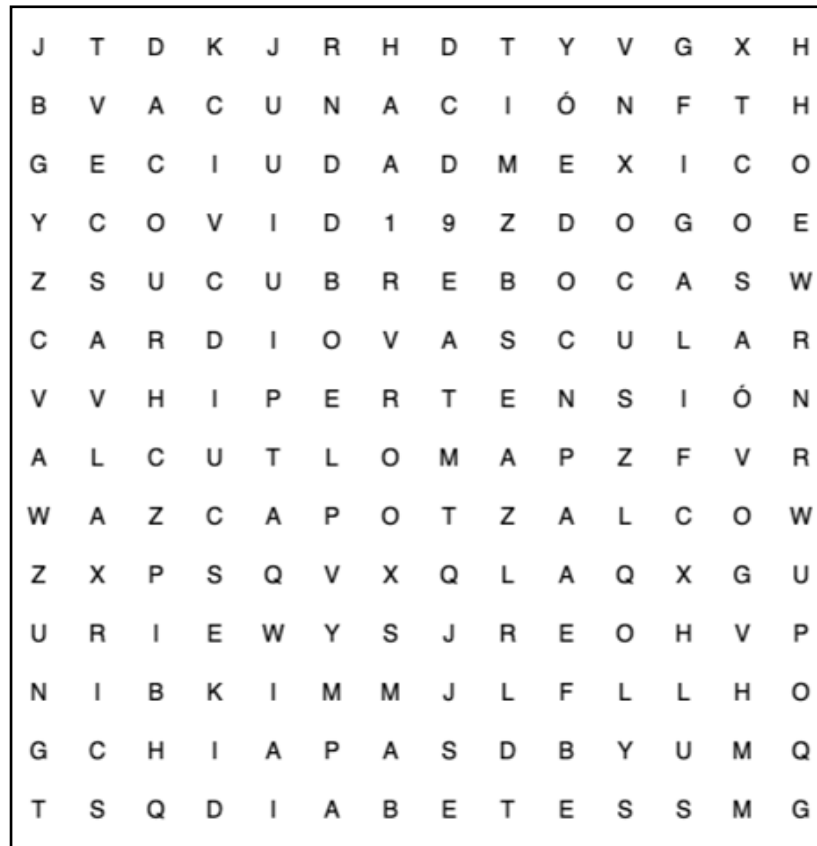 J T D K J R H D T Y V G X H
B V A C U N A C I Ó N F T H
G E C I U D A D M E X I C O
Y C O V I D 1 9 Z D O G O E
Z S U C U B R E B O C A S W
C A R D I O V A S C U L A R
V V H I P E R T E N S I Ó N
A L C U T L O M A P Z F V R
W A Z C A P O T Z A L C O W
Z X P S Q V X Q L A Q X G U
U R I E W Y S J R E O H V P
N I B K I M M J L F L L H O
G C H I A P A S D B Y U M Q
T S Q D I A B E T E S S M G